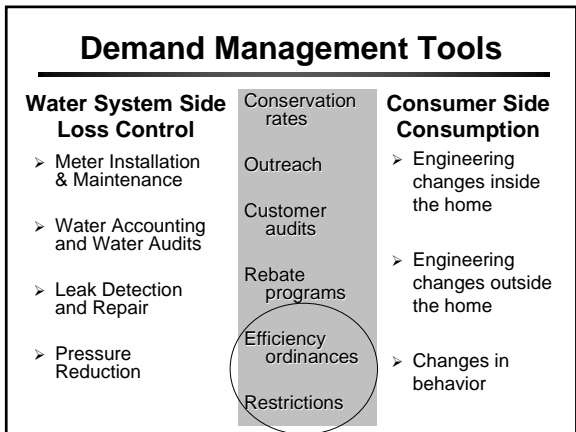 Demand Management Tools
Water System Side
Loss Control
➢ Meter Installation
& Maintenance
➢ Water Accounting
and Water Audits
➢ Leak Detection
and Repair
➢ Pressure
Reduction
Conservation
rates
Outreach
Customer
audits
Rebate
programs
Efficiency
ordinances
Restrictions
Consumer Side
Consumption
➢ Engineering
changes inside
the home
➢ Engineering
changes outside
the home
➢ Changes in
behavior